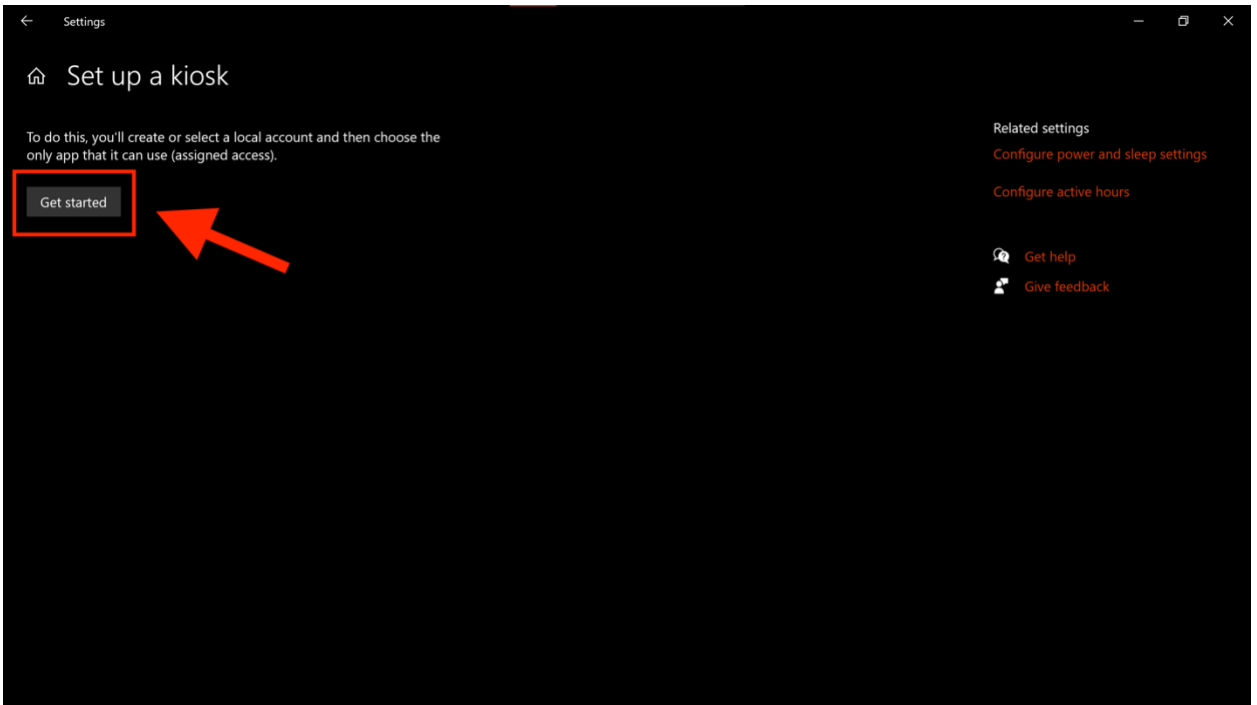 Settings
Set up a kiosk
To do this, you'll create or select a local account and then choose the
only app that it can use (assigned access).
Get started
Related settings
Configure power and sleep settings
Configure active hours
Get help
Give feedback